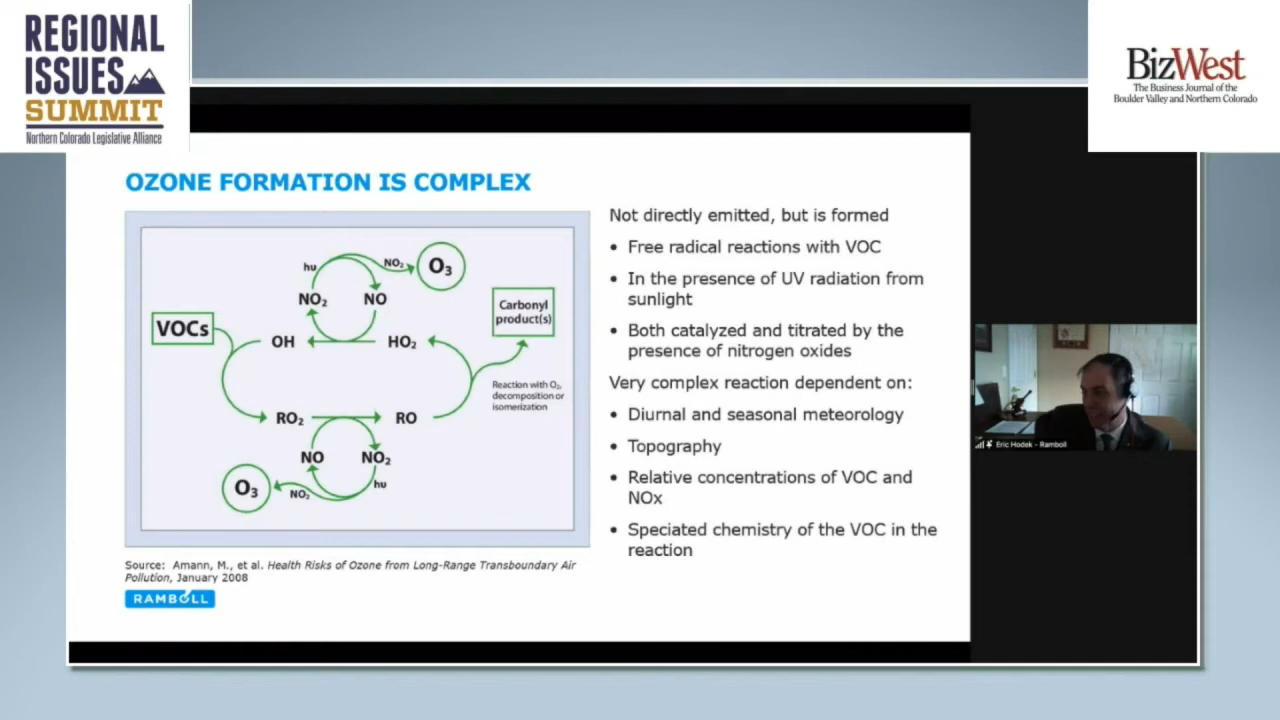 REGIONAL
ISSUES
SUMMIT
Northern Colorado Legislative Alliance
BizWest
The Business Journal of the
Boulder Valley and Northern Colorado
OZONE FORMATION IS COMPLEX
hυ
NO₂
O₃
NO₂
NO
VOCs
OH
HO₂
Carbonyl
product(s)
Reaction with O₂,
decomposition or
isomerization
RO₂
RO
NO
NO₂
hυ
O₃
NO₂
Source: Amann, M., et al. Health Risks of Ozone from Long-Range Transboundary Air
Pollution, January 2008
RAMBOLL
Not directly emitted, but is formed
• Free radical reactions with VOC
• In the presence of UV radiation from
sunlight
• Both catalyzed and titrated by the
presence of nitrogen oxides
Very complex reaction dependent on:
• Diurnal and seasonal meteorology
• Topography
• Relative concentrations of VOC and
NOx
• Speciated chemistry of the VOC in the
reaction
Eric Hodek - Ramboll